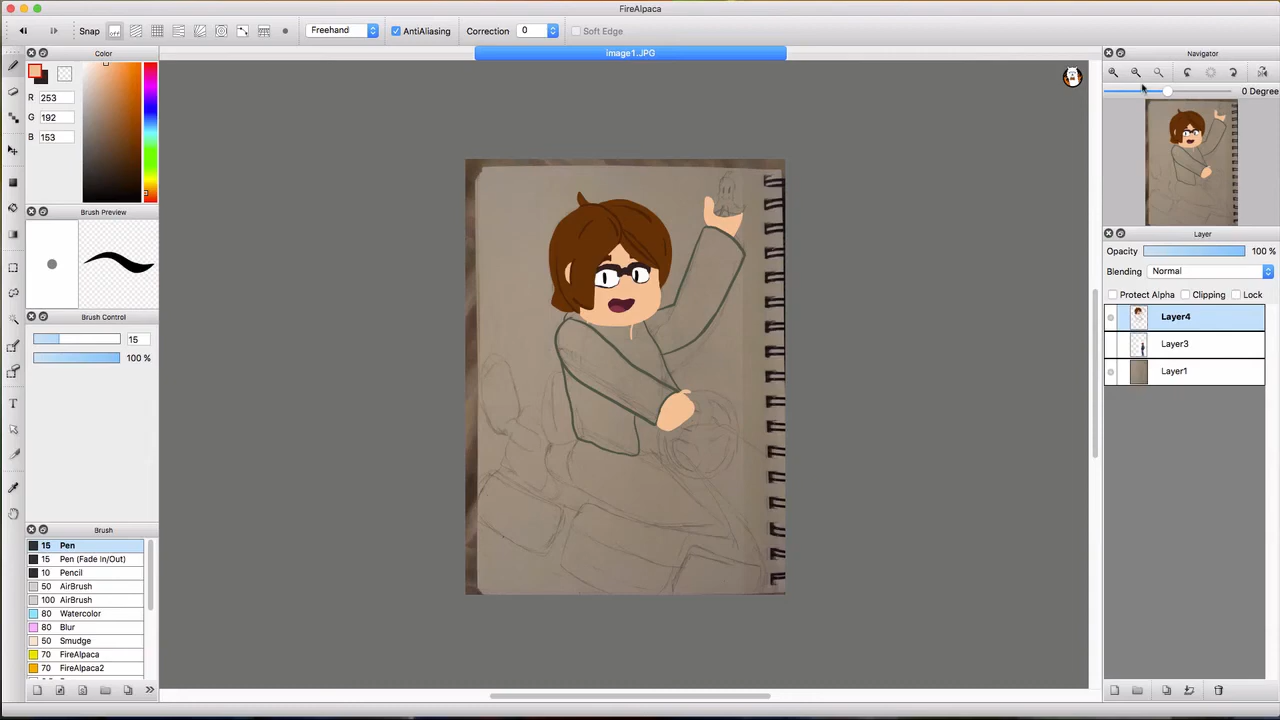 FireAlpaca
Snap
Freehand
AntiAliasing
Correction
0
Soft Edge
Color
image1.JPG
Navigator
R
253
G
192
B
153
0 Degree
Brush Preview
Layer
Opacity
100 %
Blending
Normal
Protect Alpha
Clipping
Lock
Brush Control
Layer4
15
Layer3
100 %
Layer1
T
Brush
15 Pen
15 Pen (Fade In/Out)
10 Pencil
50 AirBrush
100 AirBrush
80 Watercolor
80 Blur
50 Smudge
70 FireAlpaca
70 FireAlpaca2